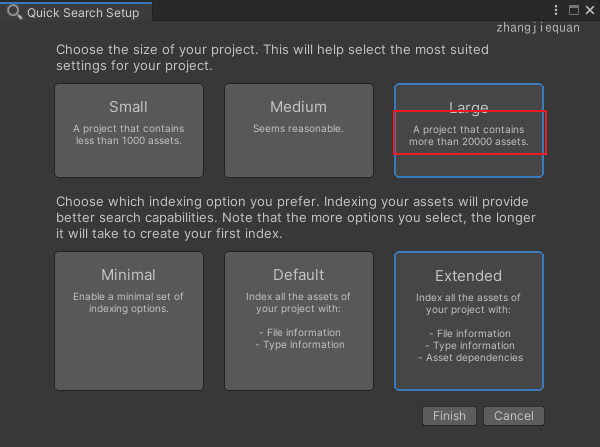 Quick Search Setup
zhangjiequan
Choose the size of your project. This will help select the most suited
settings for your project.
Small
A project that contains
less than 1000 assets.
Medium
Seems reasonable.
Large
A project that contains
more than 20000 assets.
Choose which indexing option you prefer. Indexing your assets will provide
better search capabilities. Note that the more options you select, the longer
it will take to create your first index.
Minimal
Enable a minimal set of
indexing options.
Default
Index all the assets of
your project with:
- File information
- Type information
Extended
Index all the assets of
your project with:
- File information
- Type information
- Asset dependencies
Finish
Cancel